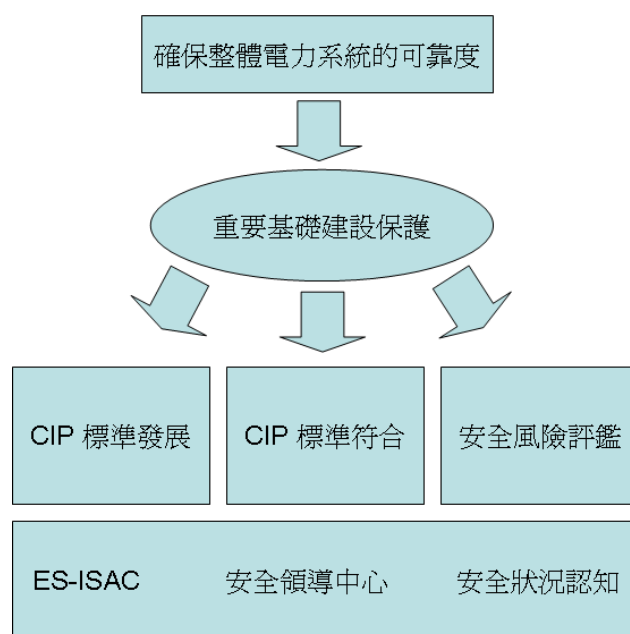 確保整體電力系統的可靠度
重要基礎建設保護
CIP 標準發展
CIP 標準符合
安全風險評鑑
ES-ISAC
安全領導中心
安全狀況認知